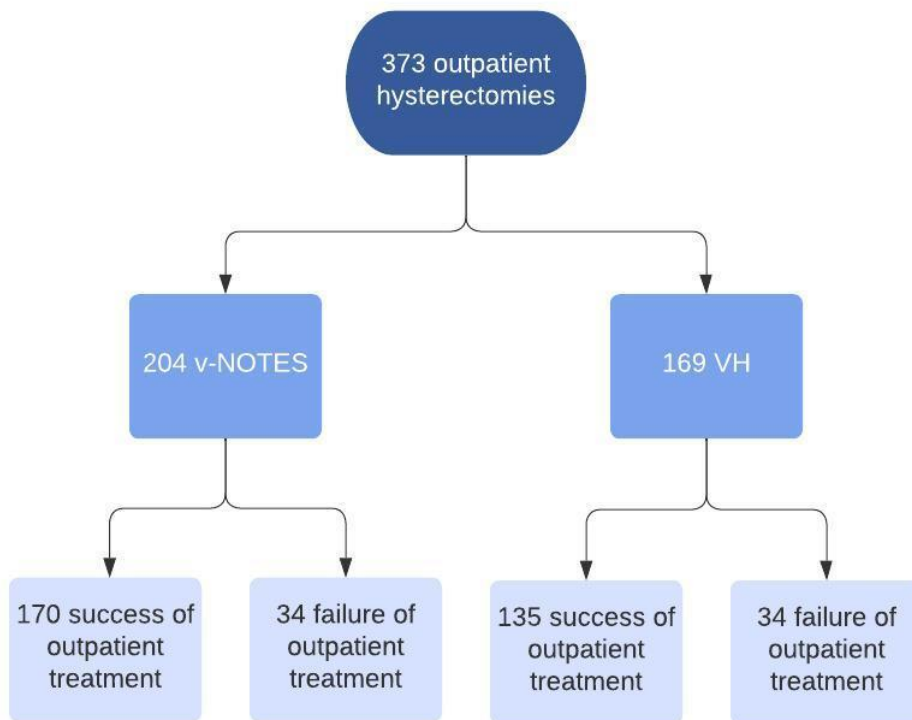 373 outpatient
hysterectomies
204 v-NOTES
169 VH
170 success of
outpatient
treatment
34 failure of
outpatient
treatment
135 success of
outpatient
treatment
34 failure of
outpatient
treatment